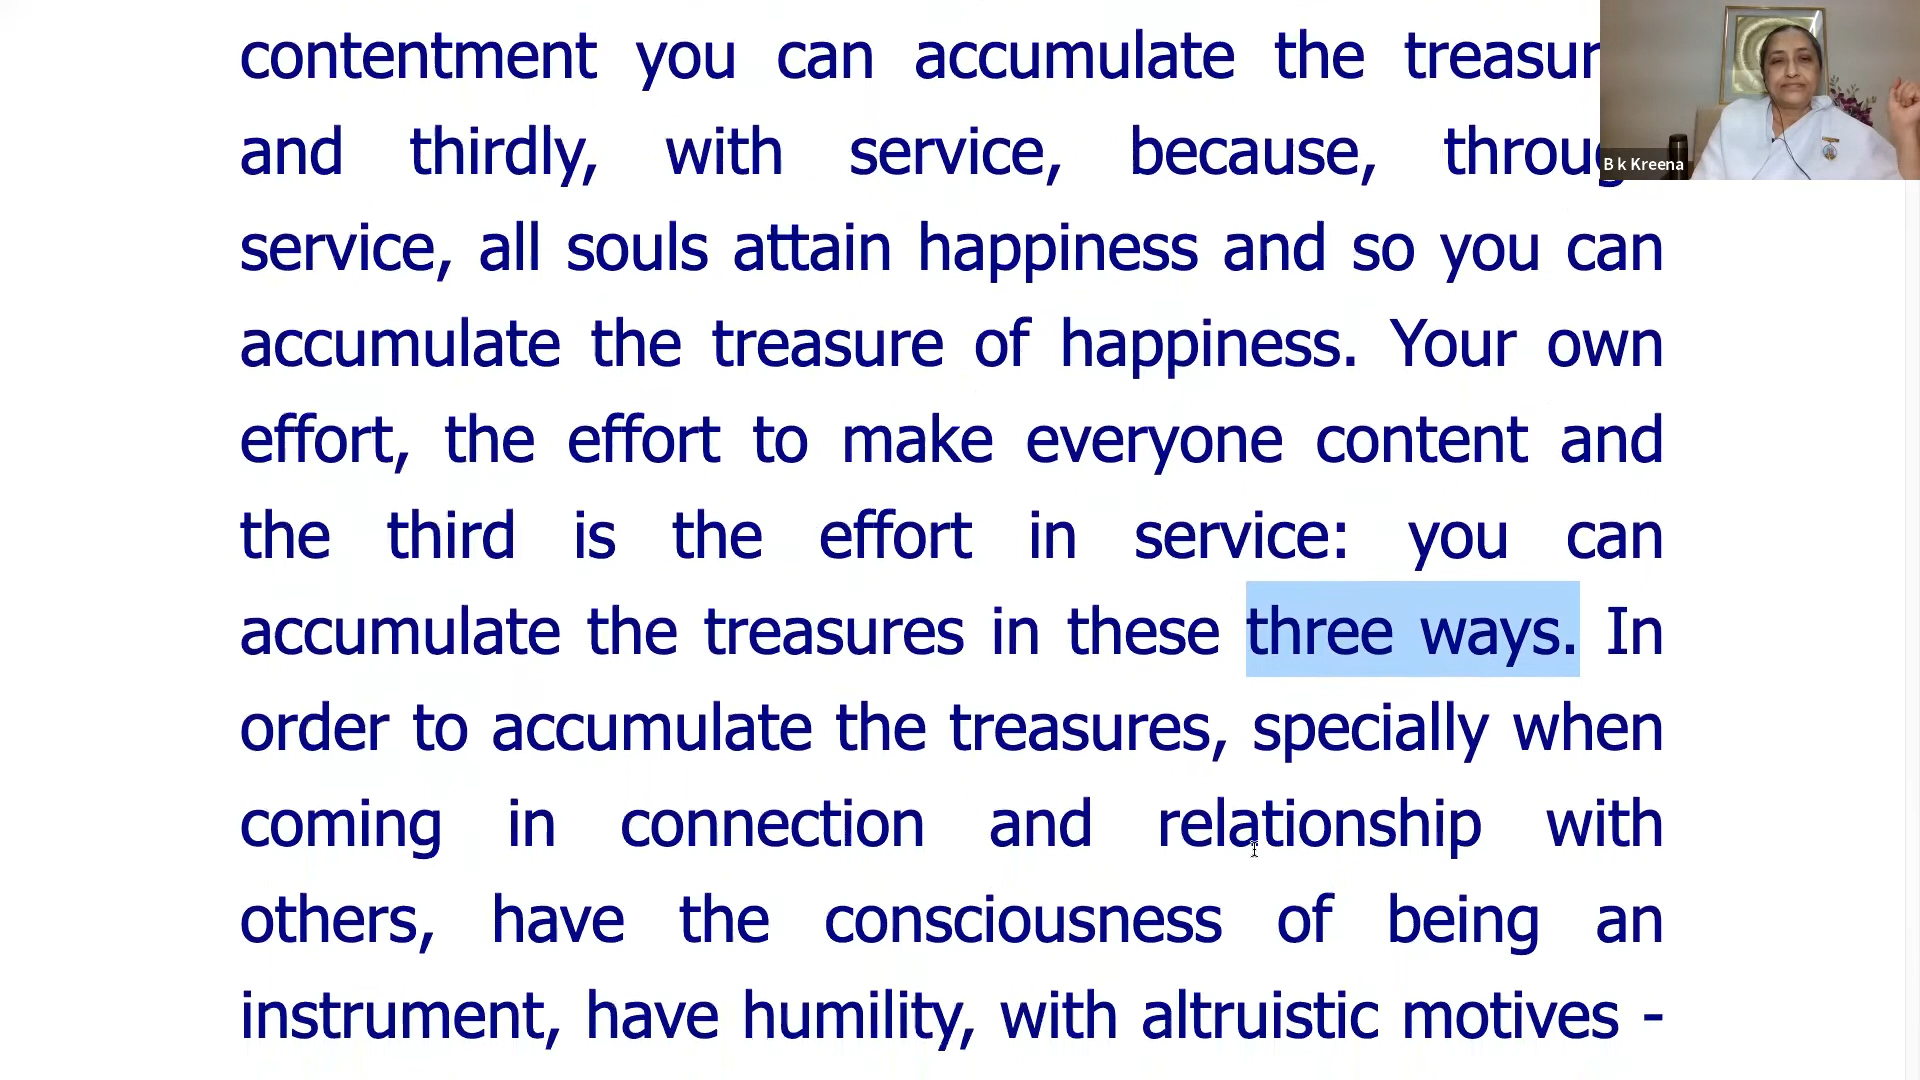 contentment you can accumulate the treasur
and thirdly, with service, because, throug
service, all souls attain happiness and so you can
accumulate the treasure of happiness. Your own
effort, the effort to make everyone content and
the third is the effort in service: you can
accumulate the treasures in these three ways. In
order to accumulate the treasures, specially when
coming in connection and relationship with
others, have the consciousness of being an
instrument, have humility, with altruistic motives -
B k Kreena